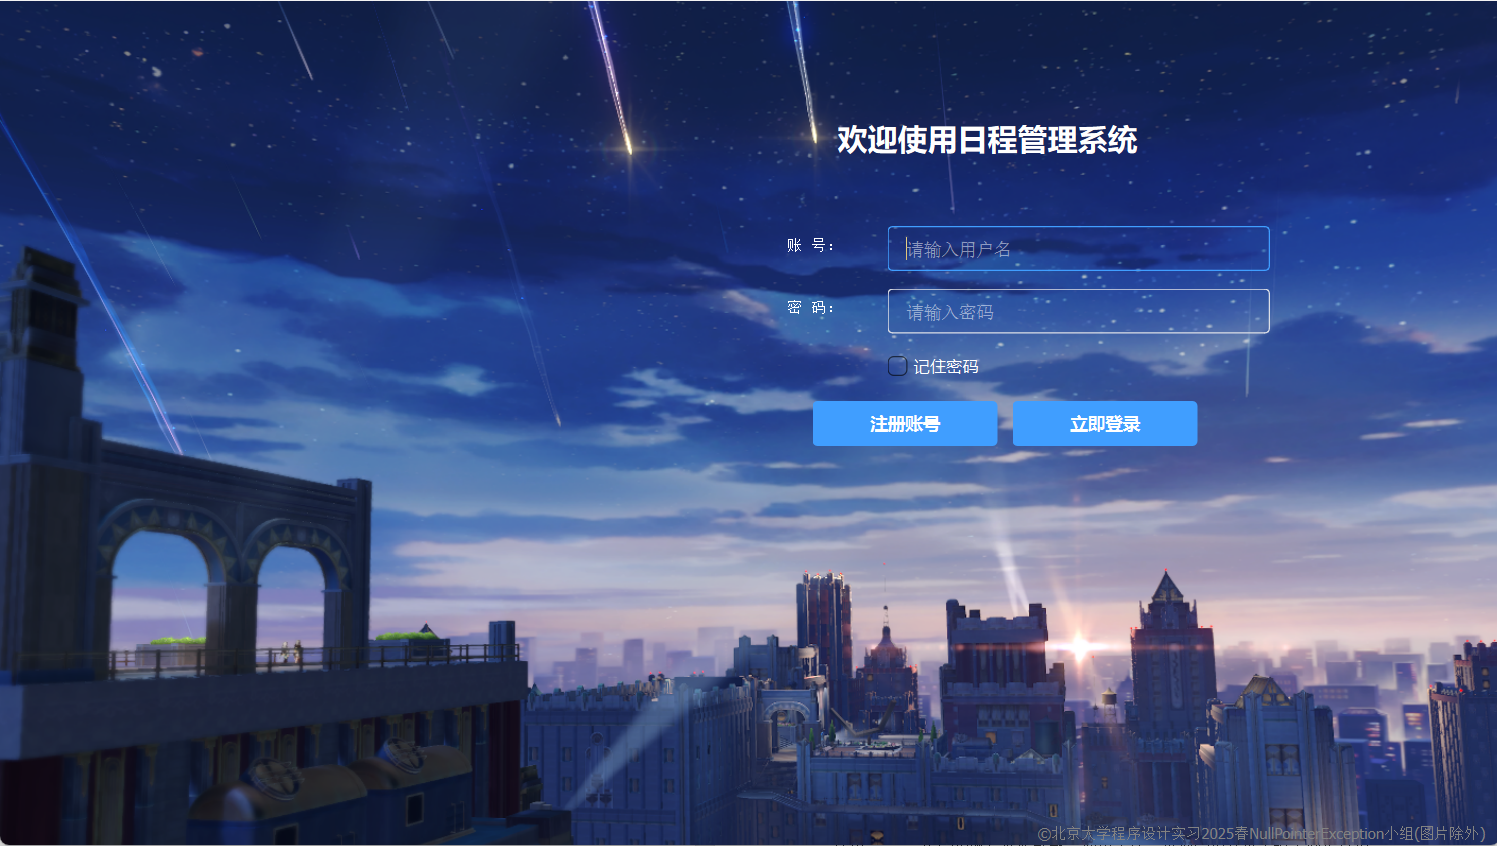 欢迎使用日程管理系统
账 号：
请输入用户名
密 码：
请输入密码
记住密码
注册账号 立即登录
©北京大学程序设计实习2025春NullPointerException小组(图片除外)